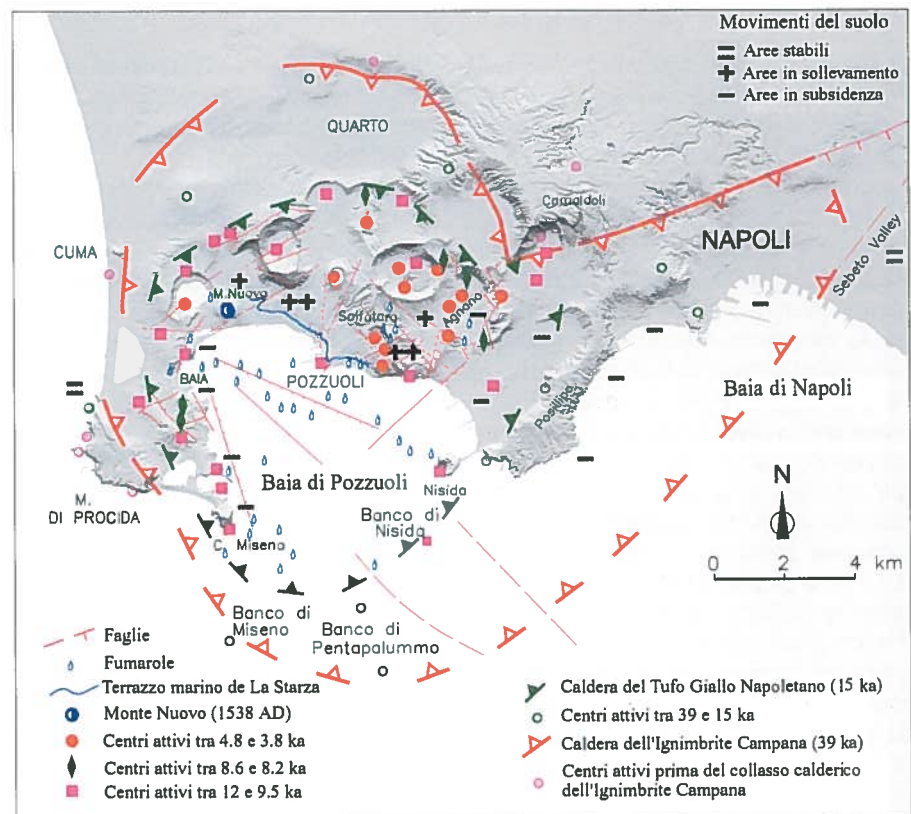 Movimenti del suolo
Aree stabili
Aree in sollevamento
Aree in subsidenza
QUARTO
Camaldoli
NAPOLI
CUMA
Sebeto Valley
M.Nuovo
Solfatara
Agnano
BAIA
POZZUOLI
Posillipo
Baia di Napoli
Baia di Pozzuoli
Nisida
M.
DI PROCIDA
Banco di
Nisida
N
C. Miseno
0 2 4 km
Banco di
Miseno
Banco di
Pentapalummo
Faglie
Fumarole
Terrazzo marino de La Starza
Monte Nuovo (1538 AD)
Centri attivi tra 4.8 e 3.8 ka
Centri attivi tra 8.6 e 8.2 ka
Centri attivi tra 12 e 9.5 ka
Caldera del Tufo Giallo Napoletano (15 ka)
Centri attivi tra 39 e 15 ka
Caldera dell'Ignimbrite Campana (39 ka)
Centri attivi prima del collasso calderico
dell'Ignimbrite Campana